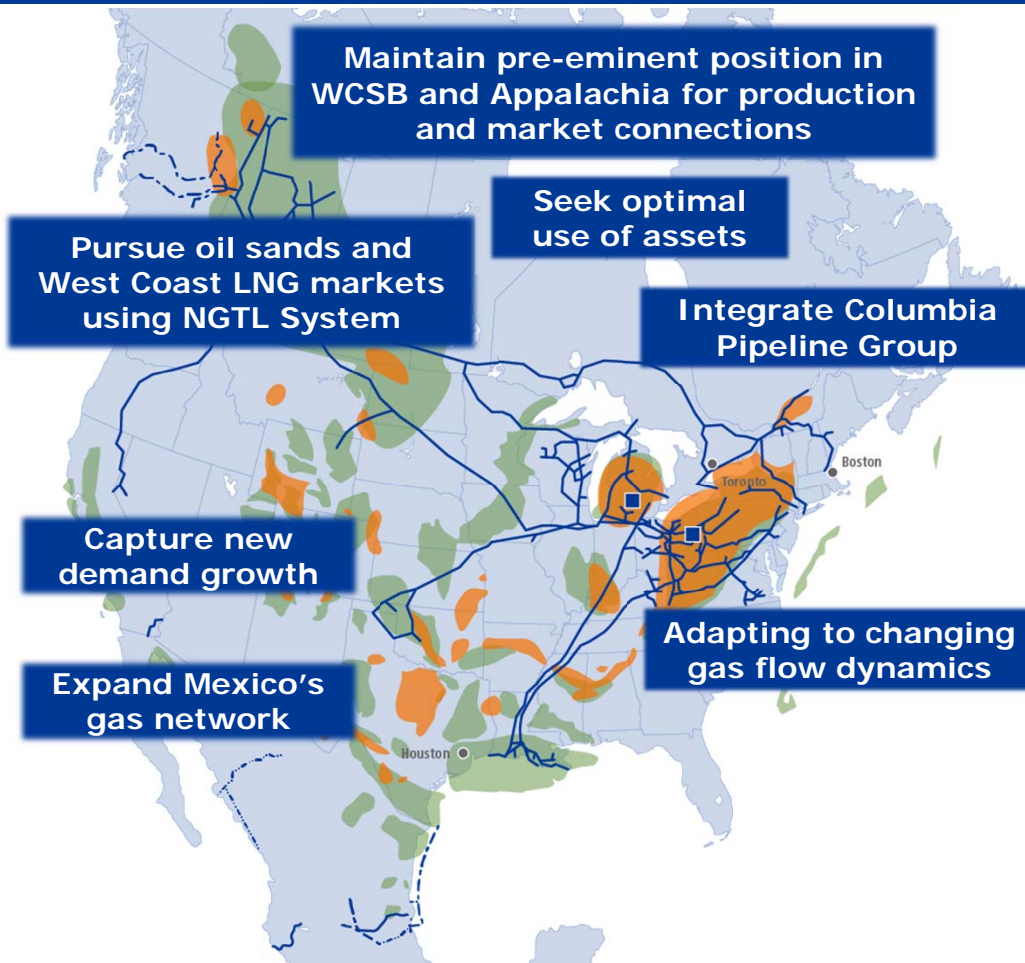 Maintain pre-eminent position in
WCSB and Appalachia for production
and market connections
Seek optimal
use of assets
Pursue oil sands and
West Coast LNG markets
using NGTL System
Integrate Columbia
Pipeline Group
Boston
Toronto
Capture new
demand growth
Adapting to changing
gas flow dynamics
Expand Mexico's
gas network
Houston